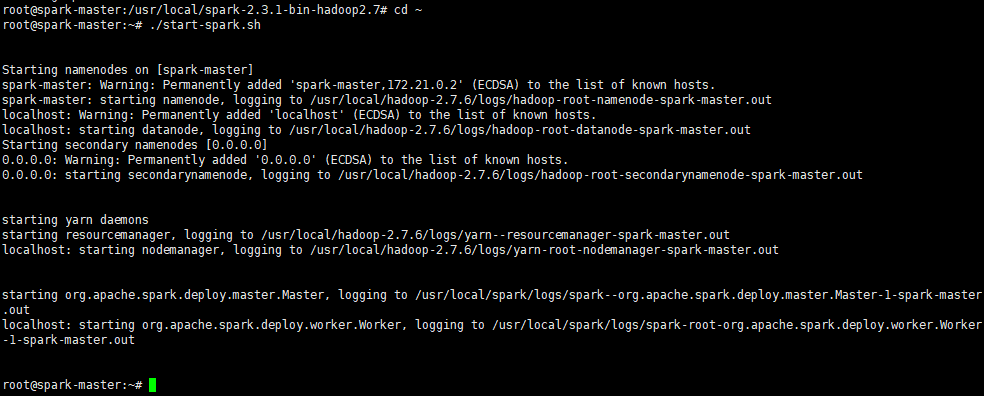 root@spark-master:/usr/local/spark-2.3.1-bin-hadoop2.7# cd ~
root@spark-master:~# ./start-spark.sh
Starting namenodes on [spark-master]
spark-master: Warning: Permanently added 'spark-master,172.21.0.2' (ECDSA) to the list of known hosts.
spark-master: starting namenode, logging to /usr/local/hadoop-2.7.6/logs/hadoop-root-namenode-spark-master.out
localhost: Warning: Permanently added 'localhost' (ECDSA) to the list of known hosts.
localhost: starting datanode, logging to /usr/local/hadoop-2.7.6/logs/hadoop-root-datanode-spark-master.out
Starting secondary namenodes [0.0.0.0]
0.0.0.0: Warning: Permanently added '0.0.0.0' (ECDSA) to the list of known hosts.
0.0.0.0: starting secondarynamenode, logging to /usr/local/hadoop-2.7.6/logs/hadoop-root-secondarynamenode-spark-master.out
starting yarn daemons
starting resourcemanager, logging to /usr/local/hadoop-2.7.6/logs/yarn--resourcemanager-spark-master.out
localhost: starting nodemanager, logging to /usr/local/hadoop-2.7.6/logs/yarn-root-nodemanager-spark-master.out
starting org.apache.spark.deploy.master.Master, logging to /usr/local/spark/logs/spark--org.apache.spark.deploy.master.Master-1-spark-master
.out
localhost: starting org.apache.spark.deploy.worker.Worker, logging to /usr/local/spark/logs/spark-root-org.apache.spark.deploy.worker.Worker
-1-spark-master.out
root@spark-master:~#